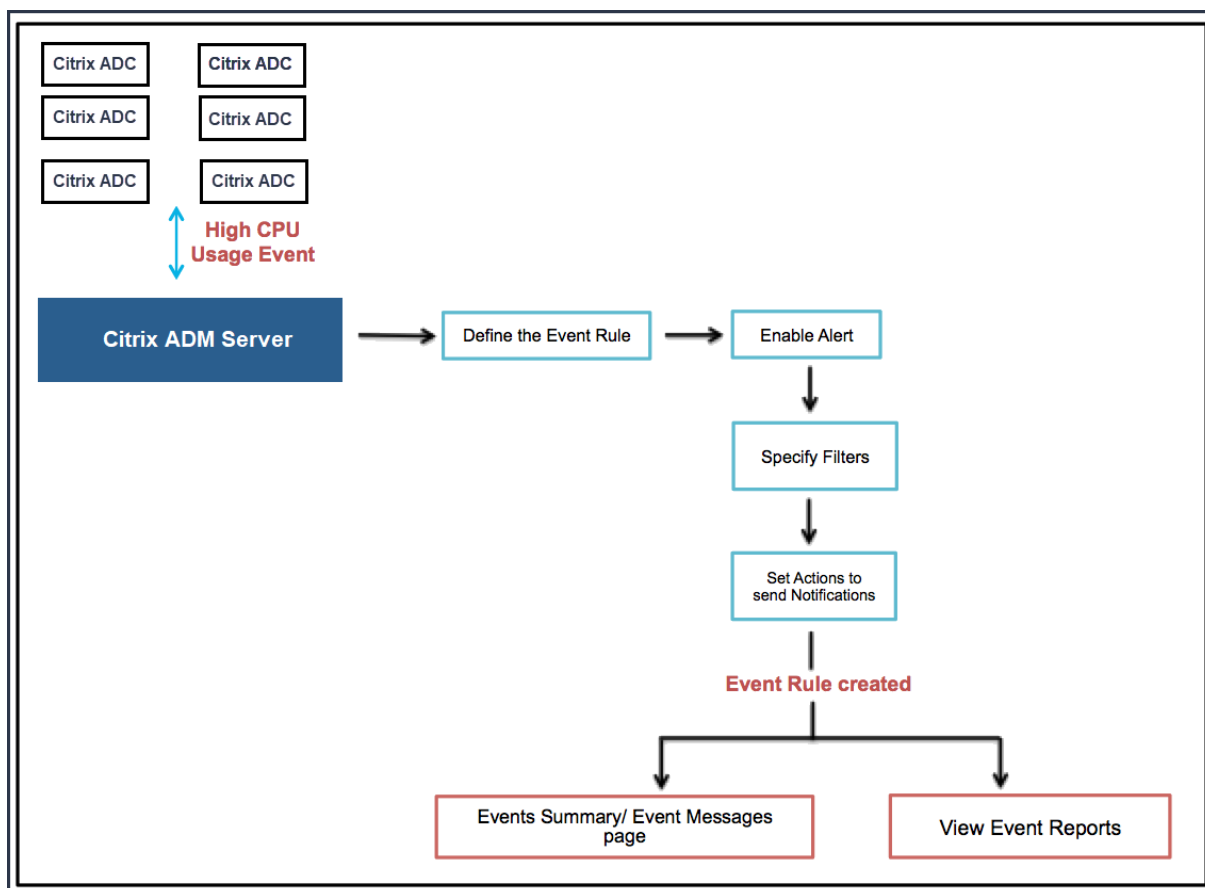 Citrix ADC
Citrix ADC
Citrix ADC
Citrix ADC
Citrix ADC
Citrix ADC
High CPU
Usage Event
Citrix ADM Server
Define the Event Rule
Enable Alert
Specify Filters
Set Actions to
send Notifications
Event Rule created
Events Summary/ Event Messages
page
View Event Reports